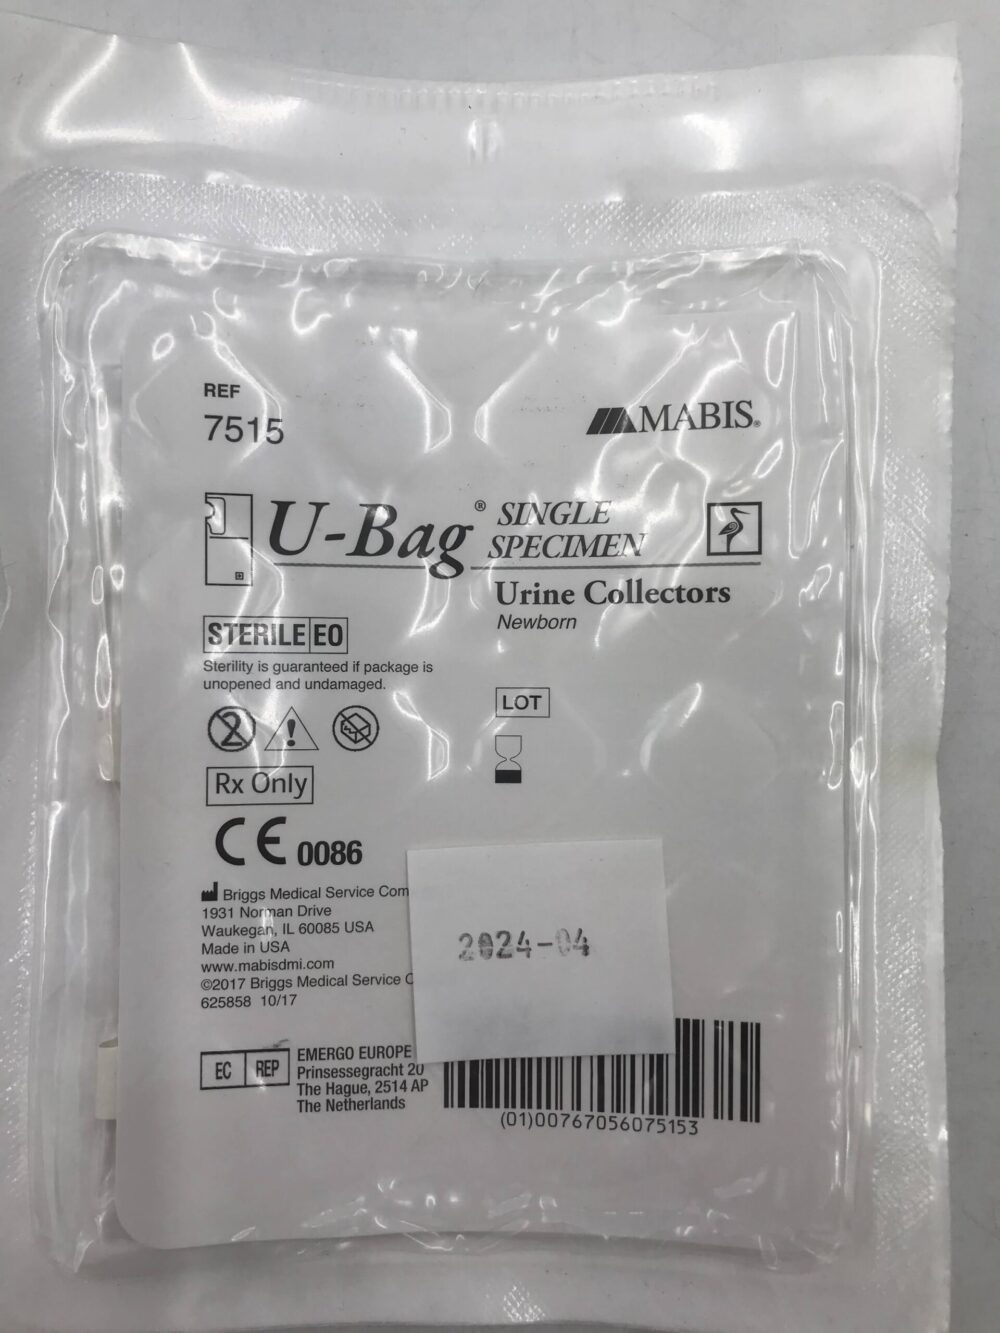 REF
7515
MABIS®
U-Bag® SINGLE
SPECIMEN
Urine Collectors
Newborn
STERILE EO
Sterility is guaranteed if package is
unopened and undamaged.
2
!
LOT
Rx Only
CE 0086
Briggs Medical Service Com
1931 Norman Drive
Waukegan, IL 60085 USA
Made in USA
www.mabisdmi.com
©2017 Briggs Medical Service C
625858 10/17
2024-04
EC REP
EMERGO EUROPE
Prinsessegracht 20
The Hague, 2514 AP
The Netherlands
(01)00767056075153